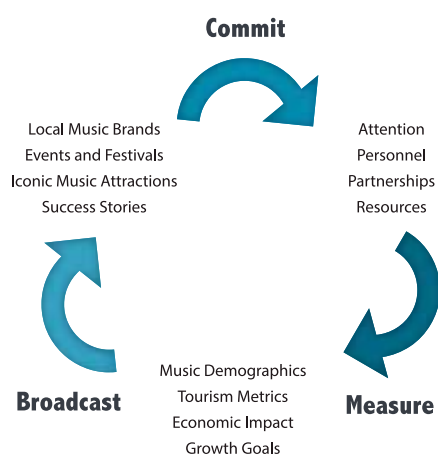 Commit
Local Music Brands
Events and Festivals
Iconic Music Attractions
Success Stories
Attention
Personnel
Partnerships
Resources
Broadcast
Music Demographics
Tourism Metrics
Economic Impact
Growth Goals
Measure